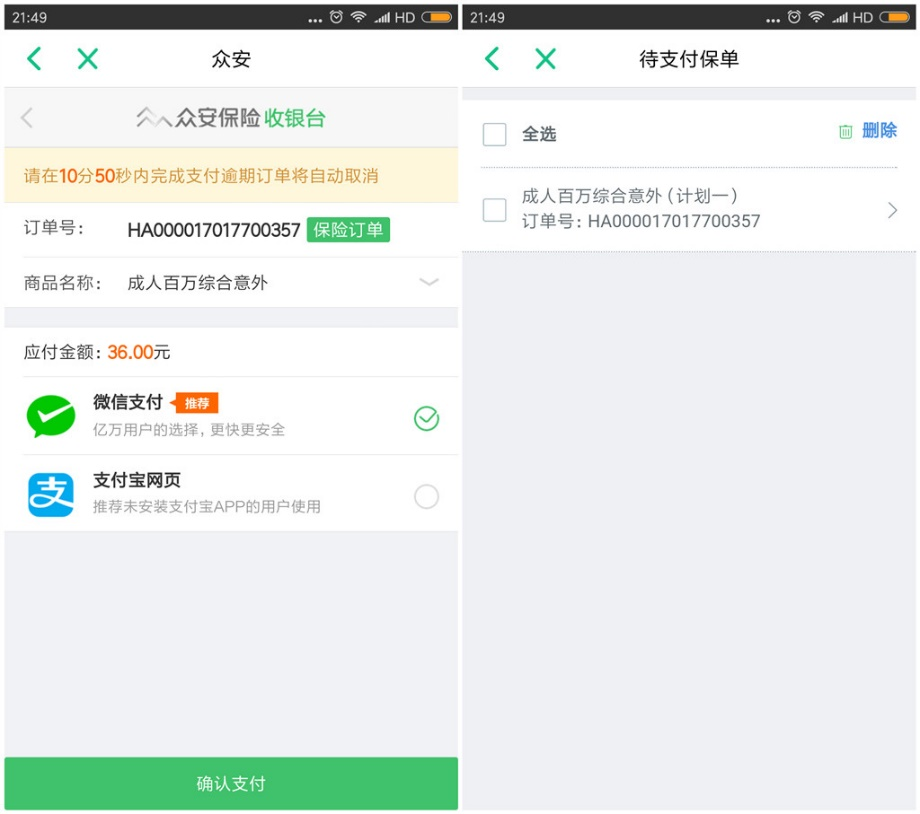 21:49
... HD
众安
众安保险 收银台
请在10分50秒内完成支付逾期订单将自动取消
订单号: HA000017017700357 保险订单
商品名称: 成人百万综合意外
应付金额: 36.00元
微信支付 推荐
亿万用户的选择, 更快更安全
支 支付宝网页
推荐未安装支付宝APP的用户使用
确认支付
21:49
... HD
待支付保单
全选 删除
成人百万综合意外 (计划一)
订单号: HA000017017700357